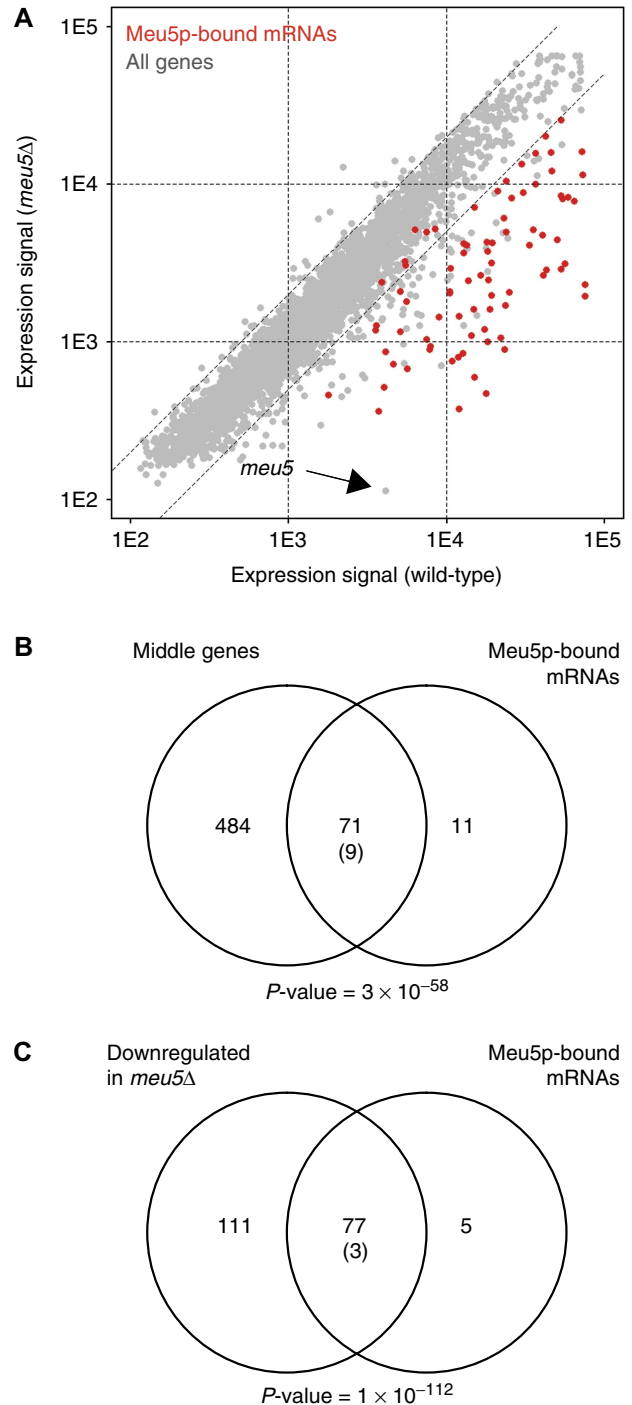 A
Meu5p-bound mRNAs
All genes
1E5
1E4
1E3
1E2
Expression signal (meu5Δ)
meu5
1E2 1E3 1E4 1E5
Expression signal (wild-type)
B
Middle genes
Meu5p-bound
mRNAs
484
71
(9)
11
P-value = 3 × 10⁻⁵⁸
C
Downregulated
in meu5Δ
Meu5p-bound
mRNAs
111
77
(3)
5
P-value = 1 × 10⁻¹¹²